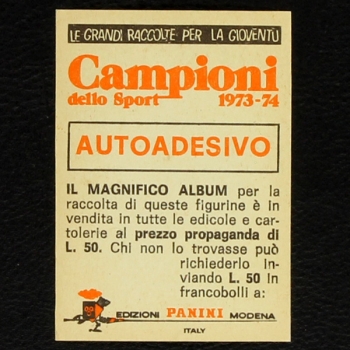 LE GRANDI RACCOLTE PER LA GIOVENTÙ
Campioni
dello Sport 1973-74
AUTOADESIVO
IL MAGNIFICO ALBUM per la
raccolta di queste figurine è in
vendita in tutte le edicole e car-
tolerie al prezzo propaganda di
L. 50. Chi non lo trovasse può
richiederlo in-
viando L. 50 in
francobolli a:
EDIZIONI PANINI MODENA
ITALY